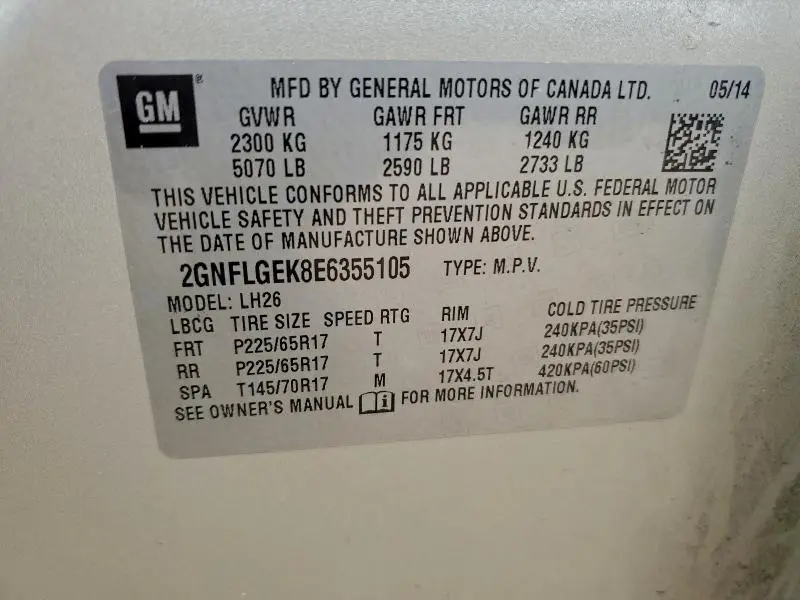 GM ® MFD BY GENERAL MOTORS OF CANADA LTD. 05/14
GVWR GAWR FRT GAWR RR
2300 KG 1175 KG 1240 KG
5070 LB 2590 LB 2733 LB
THIS VEHICLE CONFORMS TO ALL APPLICABLE U.S. FEDERAL MOTOR
VEHICLE SAFETY AND THEFT PREVENTION STANDARDS IN EFFECT ON
THE DATE OF MANUFACTURE SHOWN ABOVE.
2GNFLGEK8E6355105 TYPE: M.P.V.
MODEL: LH26
LBCG TIRE SIZE SPEED RTG RIM COLD TIRE PRESSURE
FRT P225/65R17 T 17X7J 240KPA(35PSI)
RR P225/65R17 T 17X7J 240KPA(35PSI)
SPA T145/70R17 M 17X4.5T 420KPA(60PSI)
SEE OWNER'S MANUAL i FOR MORE INFORMATION.